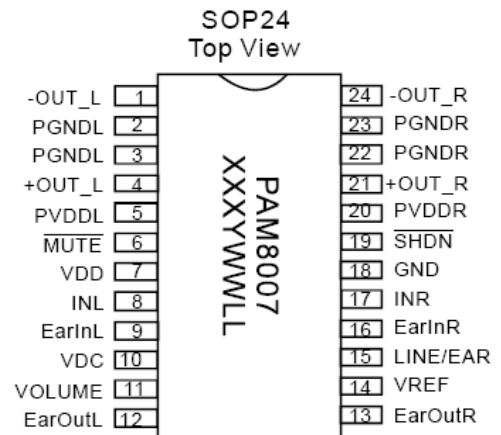 SOP24
Top View
-OUT_L 1
PGNDL 2
PGNDL 3
+OUT_L 4
PVDDL 5
MUTE 6
VDD 7
INL 8
EarInL 9
VDC 10
VOLUME 11
EarOutL 12
PAM8007
XXXYWWLL
24 -OUT_R
23 PGNDR
22 PGNDR
21 +OUT_R
20 PVDDR
19 SHDN
18 GND
17 INR
16 EarInR
15 LINE/EAR
14 VREF
13 EarOutR